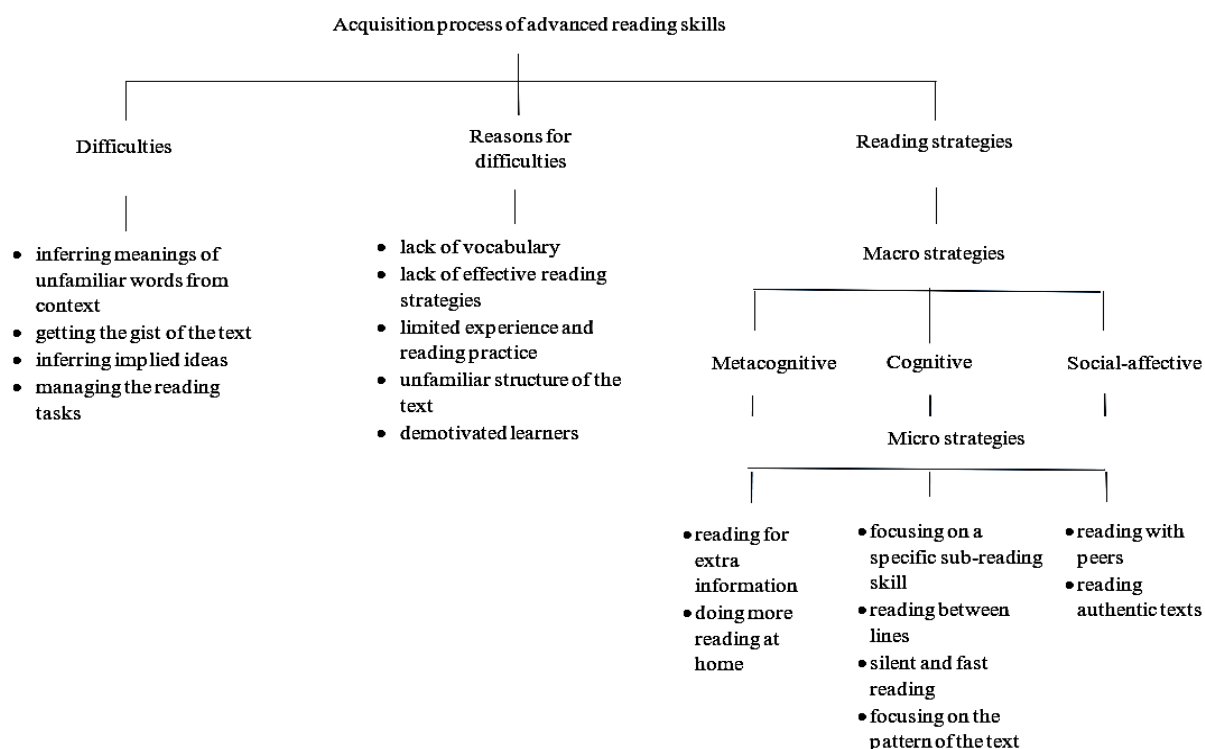 Acquisition process of advanced reading skills
Difficulties
• inferring meanings of
unfamiliar words from
context
• getting the gist of the text
• inferring implied ideas
• managing the reading
tasks
Reasons for
difficulties
• lack of vocabulary
• lack of effective reading
strategies
• limited experience and
reading practice
• unfamiliar structure of the
text
• demotivated learners
Reading strategies
Macro strategies
Metacognitive
Cognitive
Social-affective
Micro strategies
• reading for
extra
information
• doing more
reading at
home
• focusing on a
specific sub-reading
skill
• reading between
lines
• silent and fast
reading
• focusing on the
pattern of the text
• reading with
peers
• reading
authentic texts